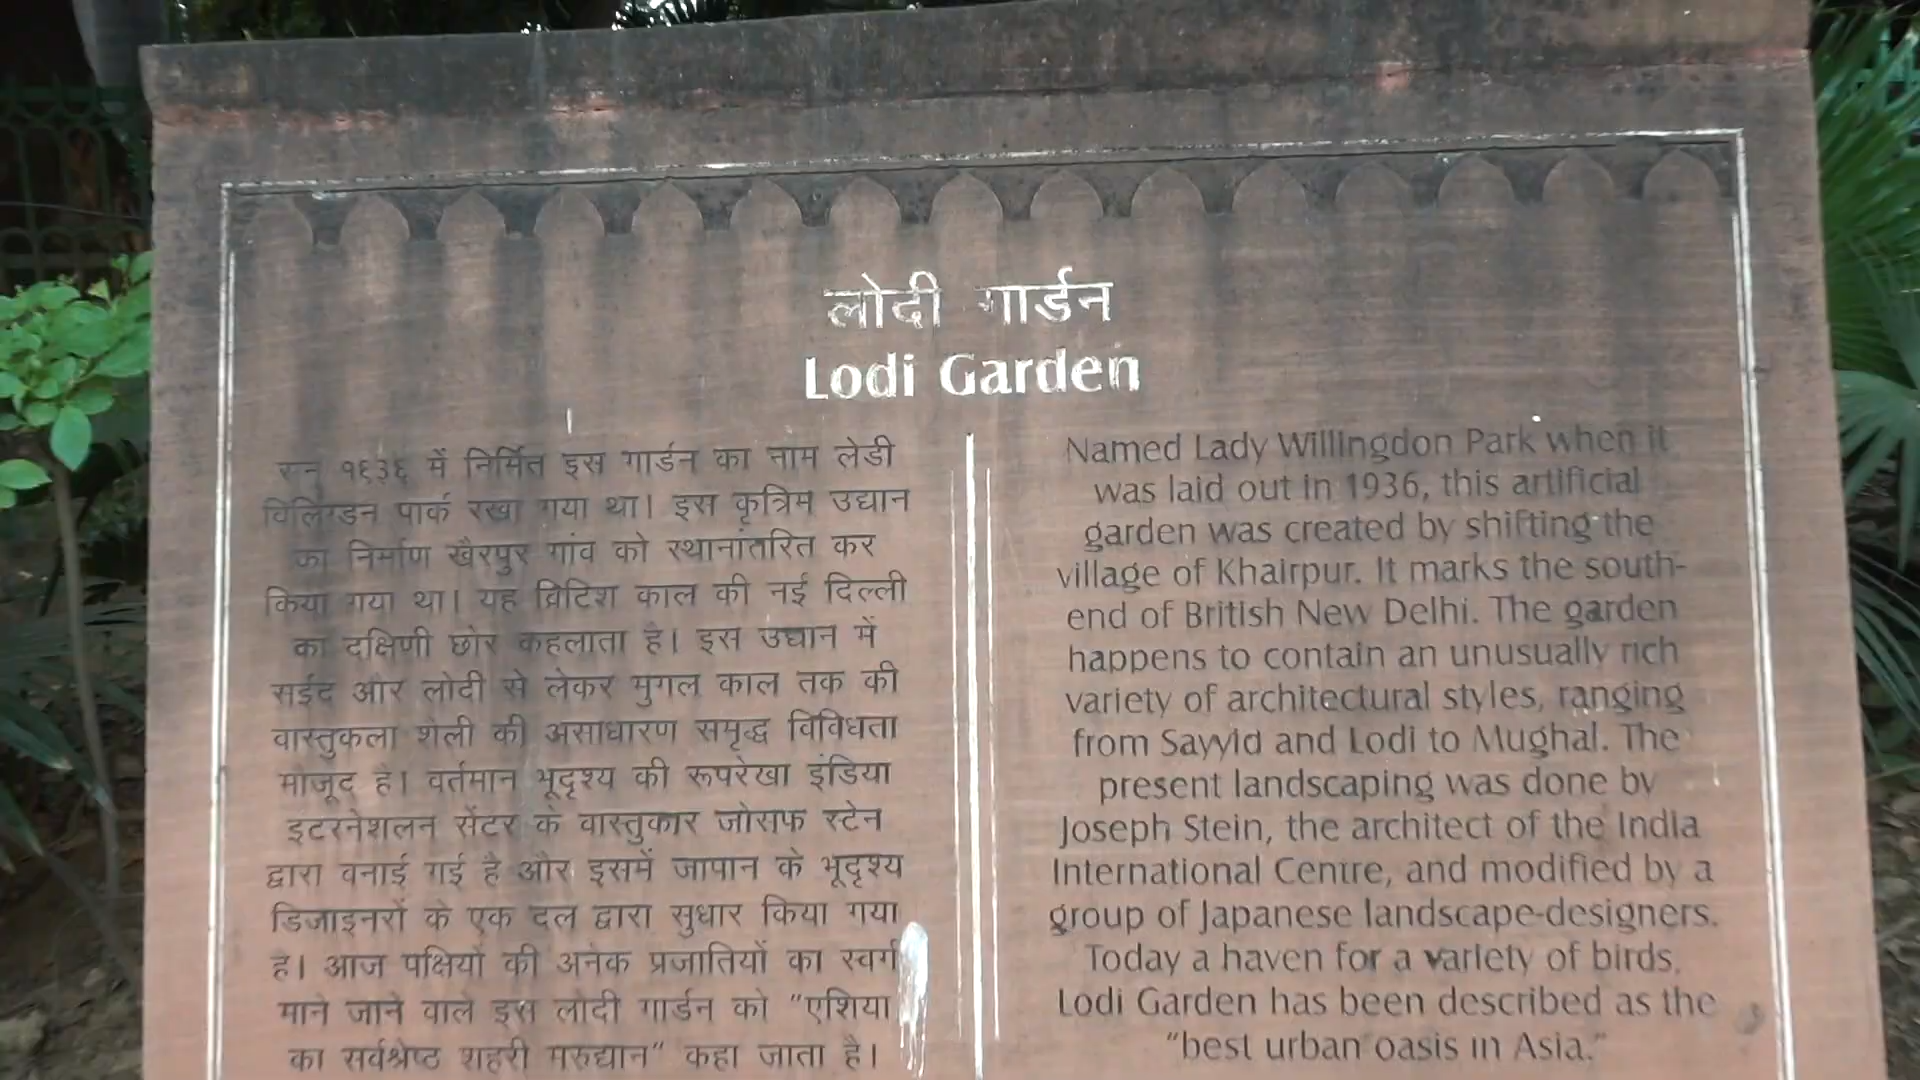 लोदी गार्डन
Lodi Garden
सन् १९३६ में निर्मित इस गार्डन का नाम लेडी
विलिंग्डन पार्क रखा गया था। इस कृत्रिम उद्यान
का निर्माण खैरपुर गांव को स्थानांतरित कर
किया गया था। यह ब्रिटिश काल की नई दिल्ली
का दक्षिणी छोर कहलाता है। इस उद्यान में
सईद और लोदी से लेकर मुगल काल तक की
वास्तुकला शैली की असाधारण समृद्ध विविधता
मौजूद है। वर्तमान भूदृश्य की रूपरेखा इंडिया
इंटरनेशलन सेंटर के वास्तुकार जोसफ स्टेन
द्वारा बनाई गई है और इसमें जापान के भूदृश्य
डिजाइनरों के एक दल द्वारा सुधार किया गया
है। आज पक्षियों की अनेक प्रजातियों का स्वर्ग
माने जाने वाले इस लोदी गार्डन को "एशिया
का सर्वश्रेष्ठ शहरी मरुद्यान" कहा जाता है।
Named Lady Willingdon Park when it
was laid out in 1936, this artificial
garden was created by shifting the
village of Khairpur. It marks the south-
end of British New Delhi. The garden
happens to contain an unusually rich
variety of architectural styles, ranging
from Sayyid and Lodi to Mughal. The
present landscaping was done by
Joseph Stein, the architect of the India
International Centre, and modified by a
group of Japanese landscape-designers.
Today a haven for a variety of birds,
Lodi Garden has been described as the
"best urban oasis in Asia."